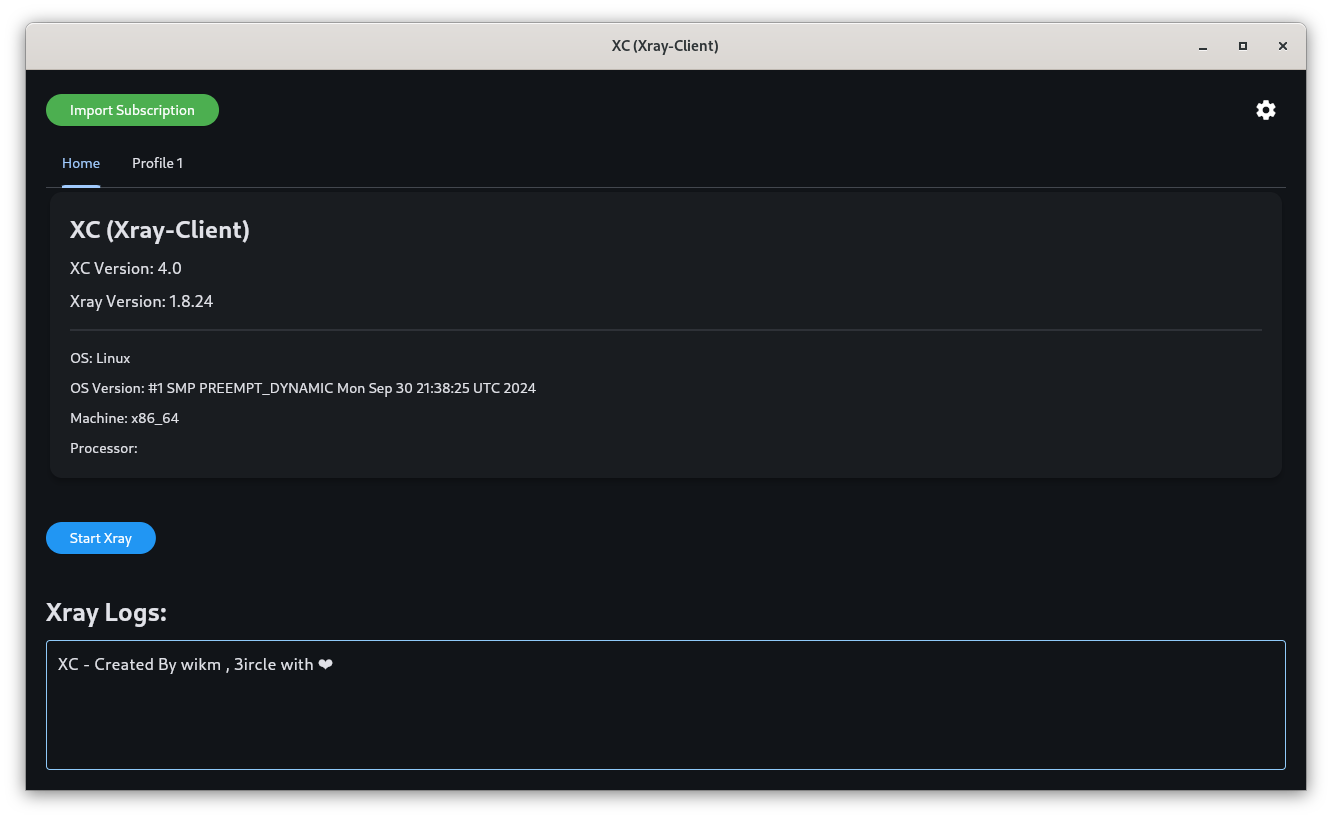 XC (Xray-Client)
Import Subscription
Home
Profile 1
XC (Xray-Client)
XC Version: 4.0
Xray Version: 1.8.24
OS: Linux
OS Version: #1 SMP PREEMPT_DYNAMIC Mon Sep 30 21:38:25 UTC 2024
Machine: x86_64
Processor:
Start Xray
Xray Logs:
XC - Created By wikm , 3ircle with ❤